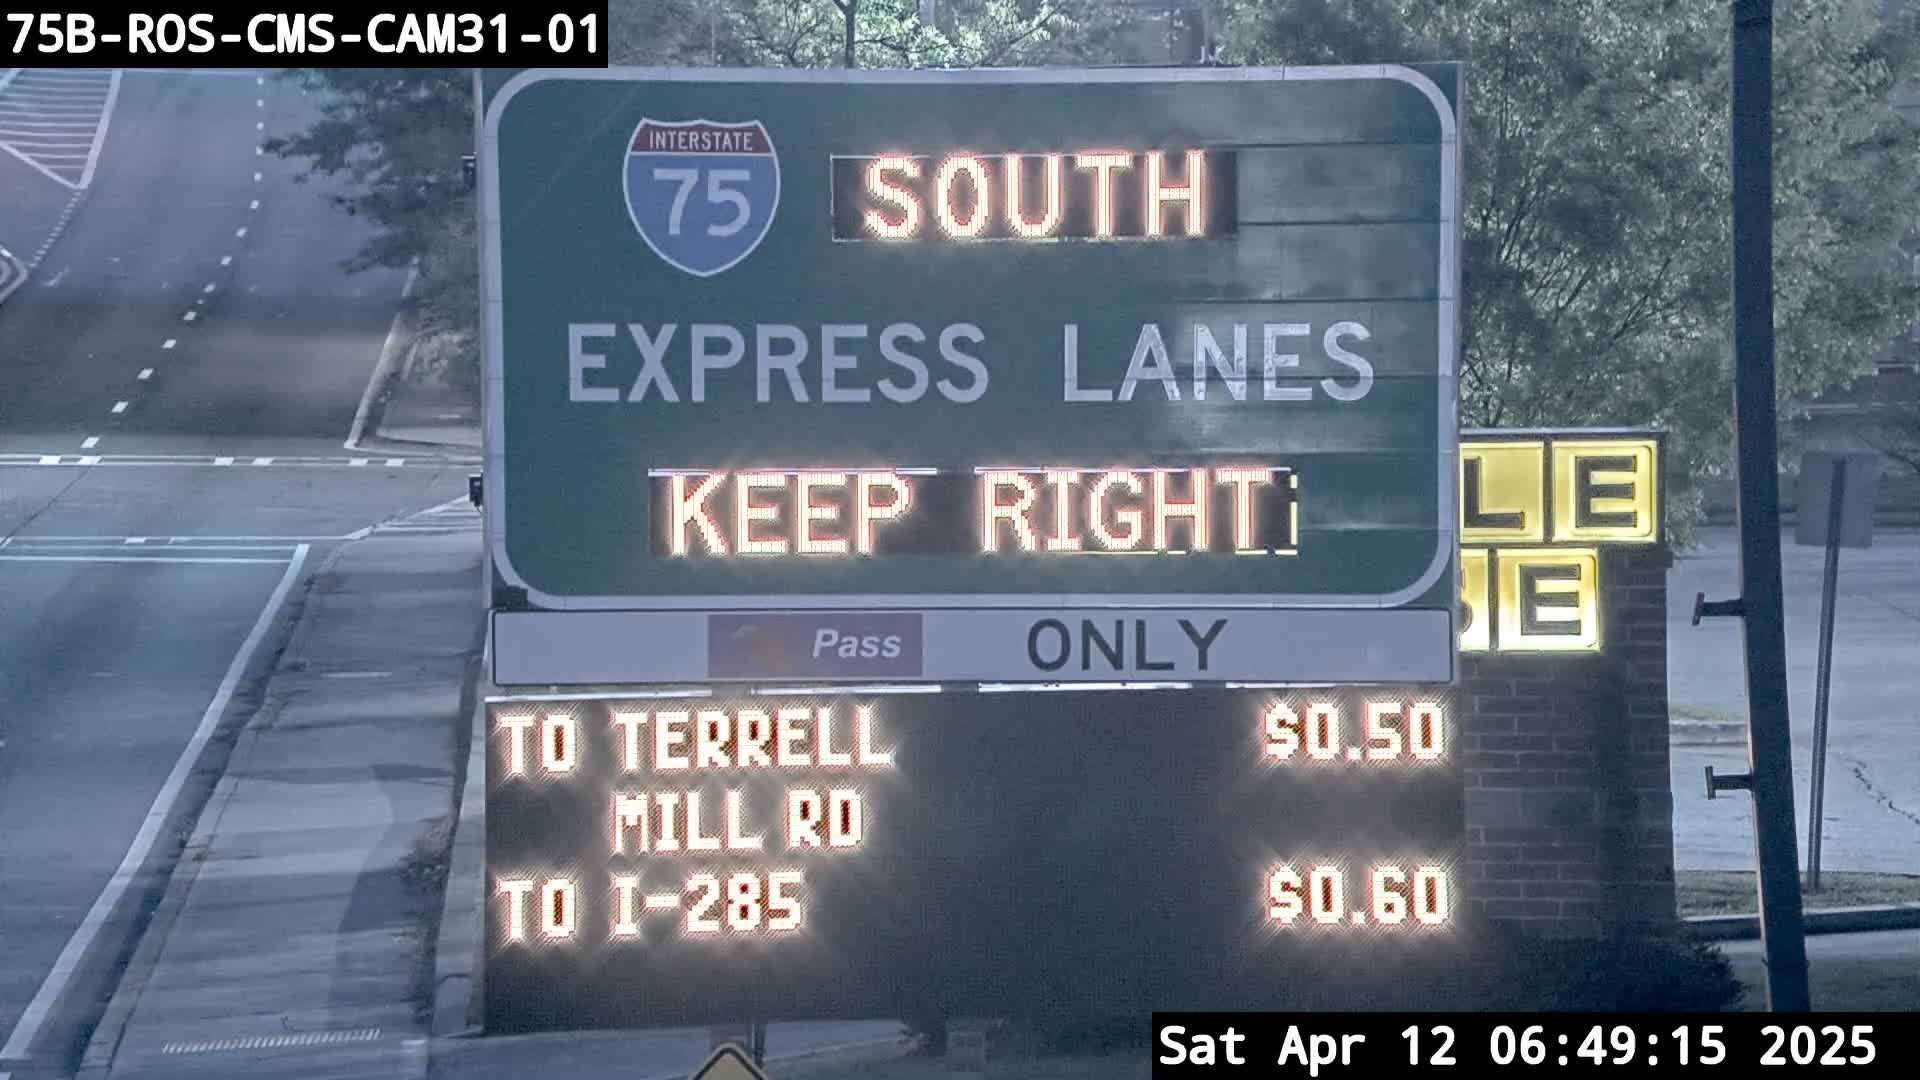 75B-ROS-CMS-CAM31-01
INTERSTATE
75
SOUTH
EXPRESS LANES
KEEP RIGHT
Pass ONLY
TO TERRELL $0.50
MILL RD
TO I-285 $0.60
LE
E
Sat Apr 12 06:49:15 2025